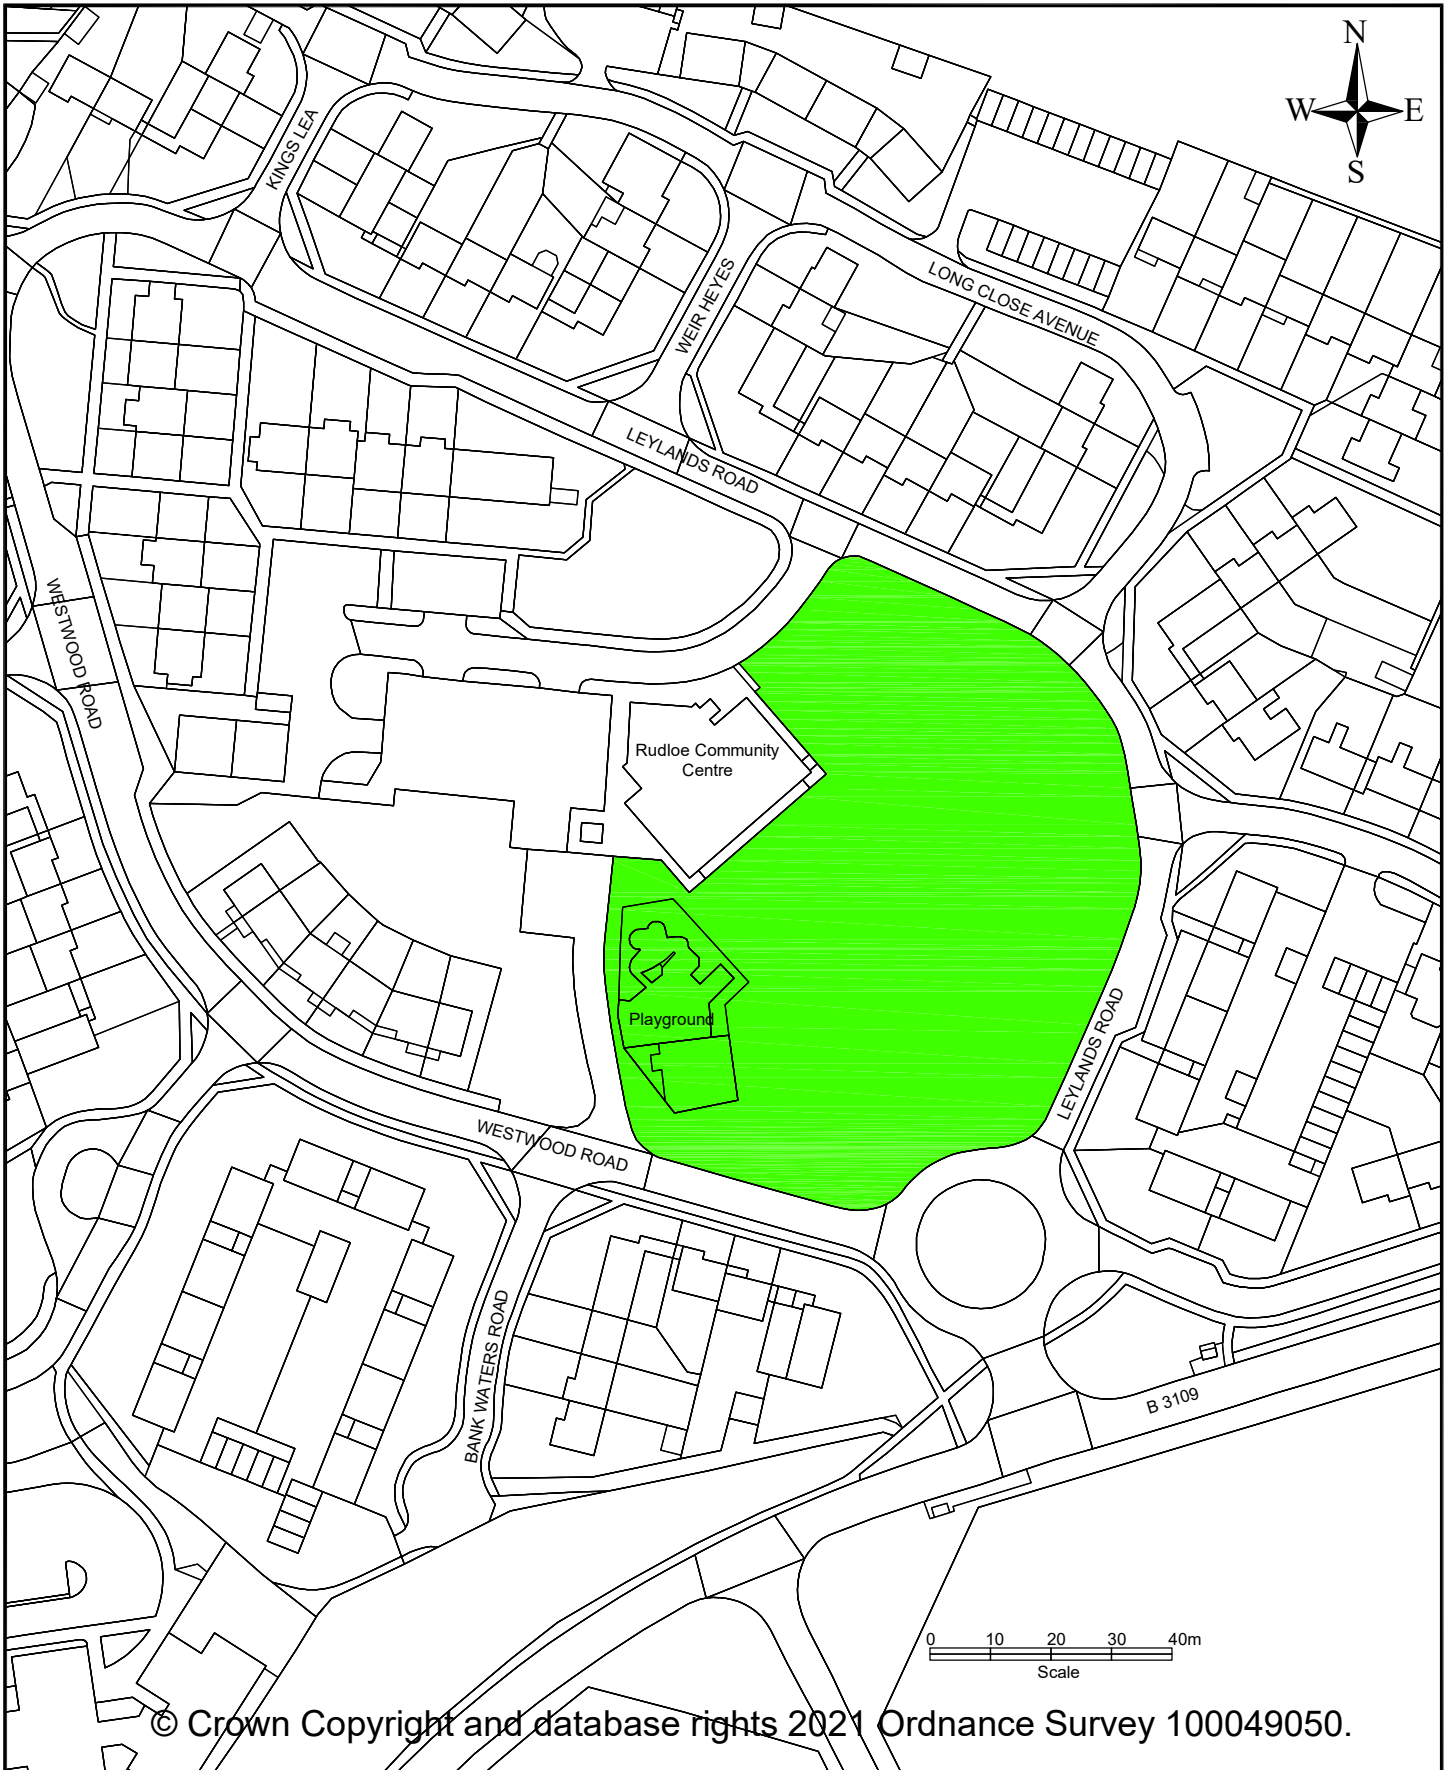 N
W E
S
KINGS LEA
WEIR HEYES
LONG CLOSE AVENUE
LEYLANDS ROAD
WESTWOOD ROAD
Rudloe Community
Centre
Playground
LEYLANDS ROAD
WESTWOOD ROAD
BANK WATERS ROAD
B 3109
0 10 20 30 40m
Scale
© Crown Copyright and database rights 2021 Ordnance Survey 100049050.